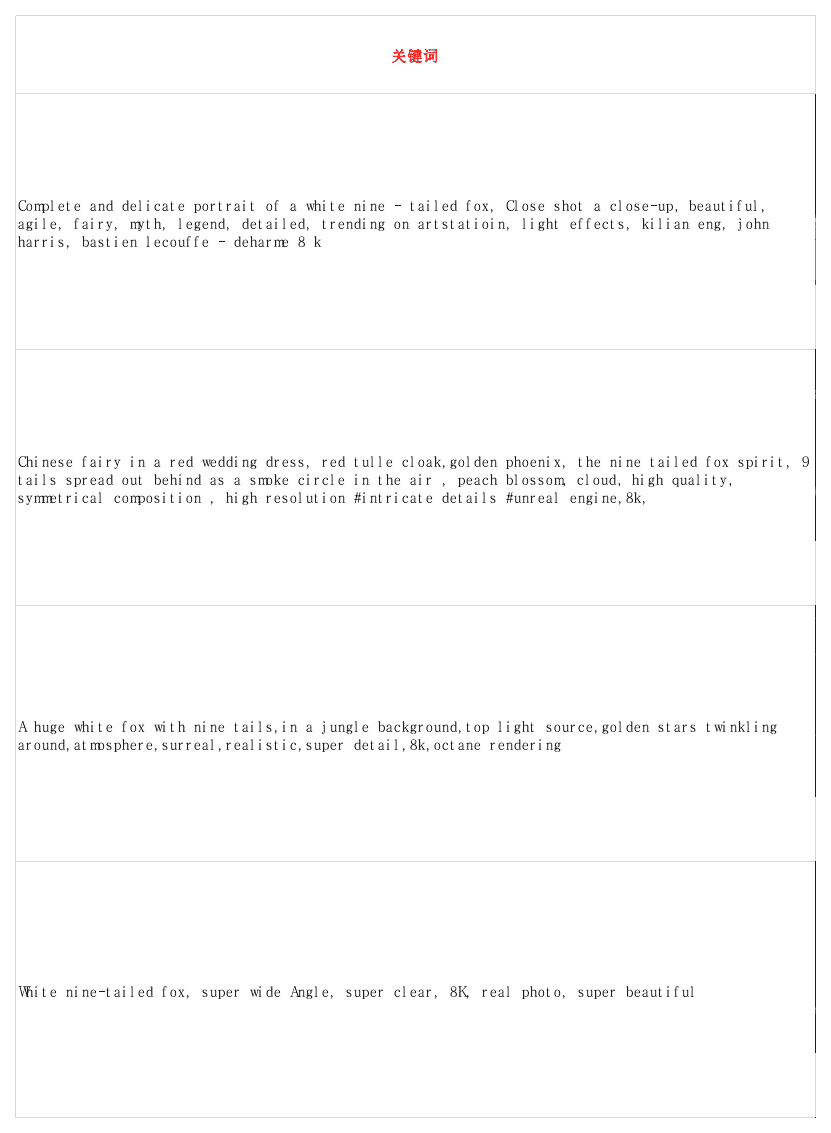 关键词
Complete and delicate portrait of a white nine - tailed fox, Close shot a close-up, beautiful,
agile, fairy, myth, legend, detailed, trending on artstatioin, light effects, kilian eng, john
harris, bastien lecouffe - deharme 8 k
Chinese fairy in a red wedding dress, red tulle cloak,golden phoenix, the nine tailed fox spirit, 9
tails spread out behind as a smoke circle in the air , peach blossom, cloud, high quality,
symmetrical composition , high resolution #intricate details #unreal engine,8k,
A huge white fox with nine tails,in a jungle background,top light source,golden stars twinkling
around,atmosphere,surreal,realistic,super detail,8k,octane rendering
White nine-tailed fox, super wide Angle, super clear, 8K, real photo, super beautiful